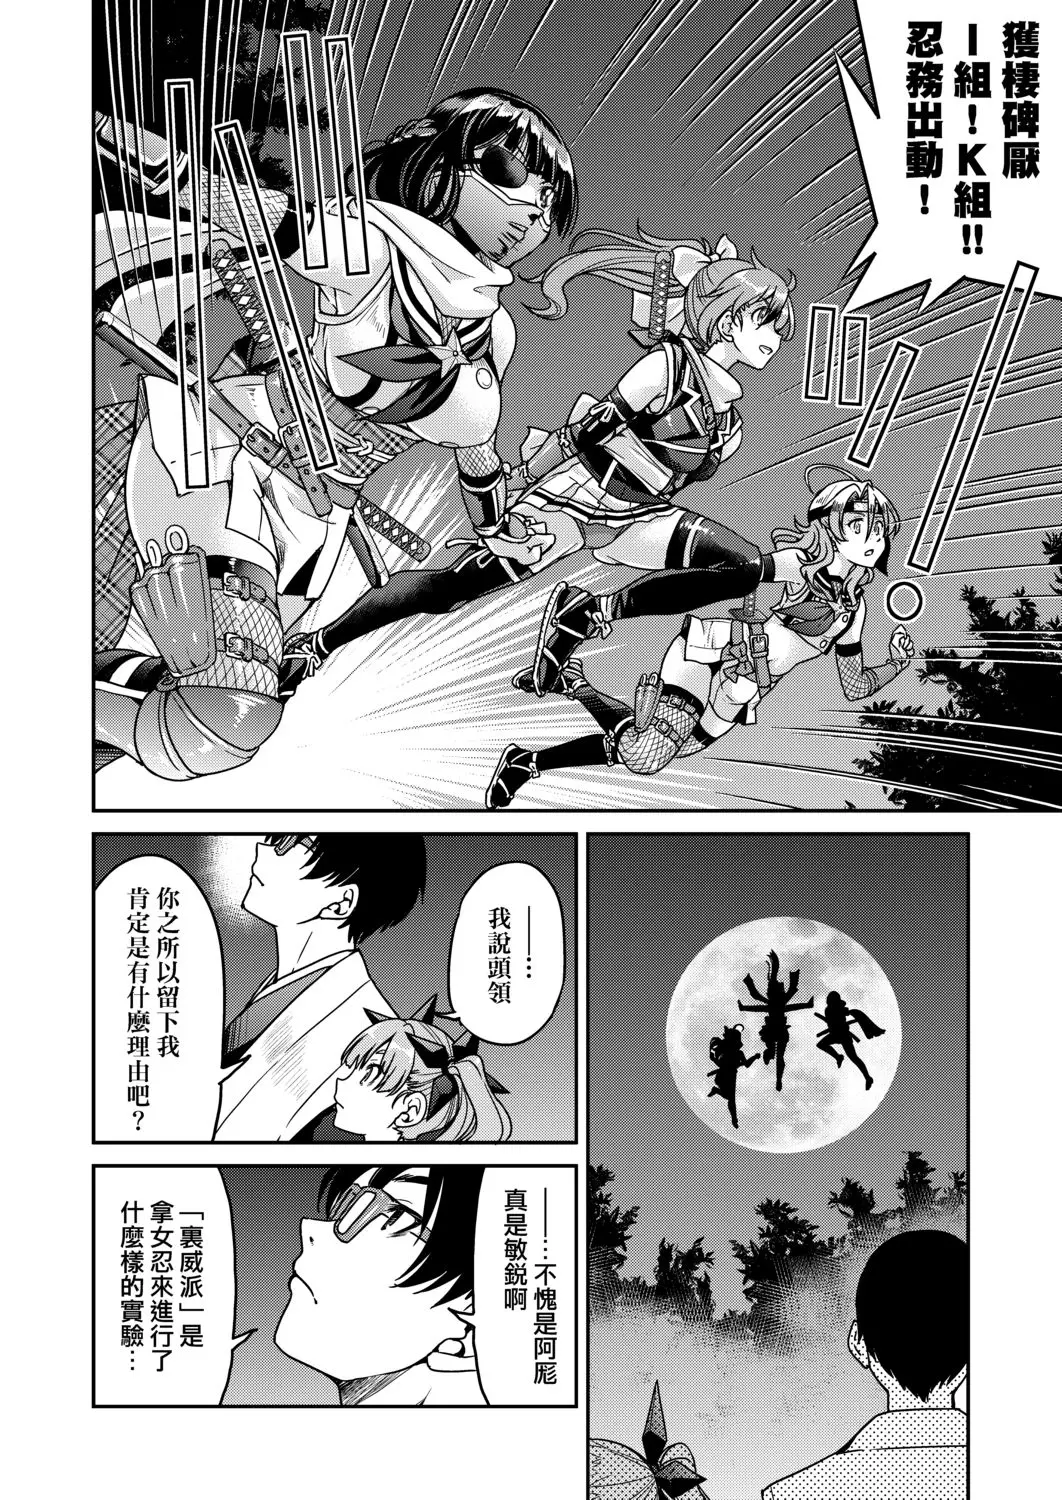 獲棲碑厭
I組！K組!!
忍務出動！
———…
我說頭領
你之所以留下我
肯定是有什麼理由吧？
———…不愧是阿彪
真是敏銳啊
「裏威派」是
拿女忍來進行了
什麼樣的實驗…